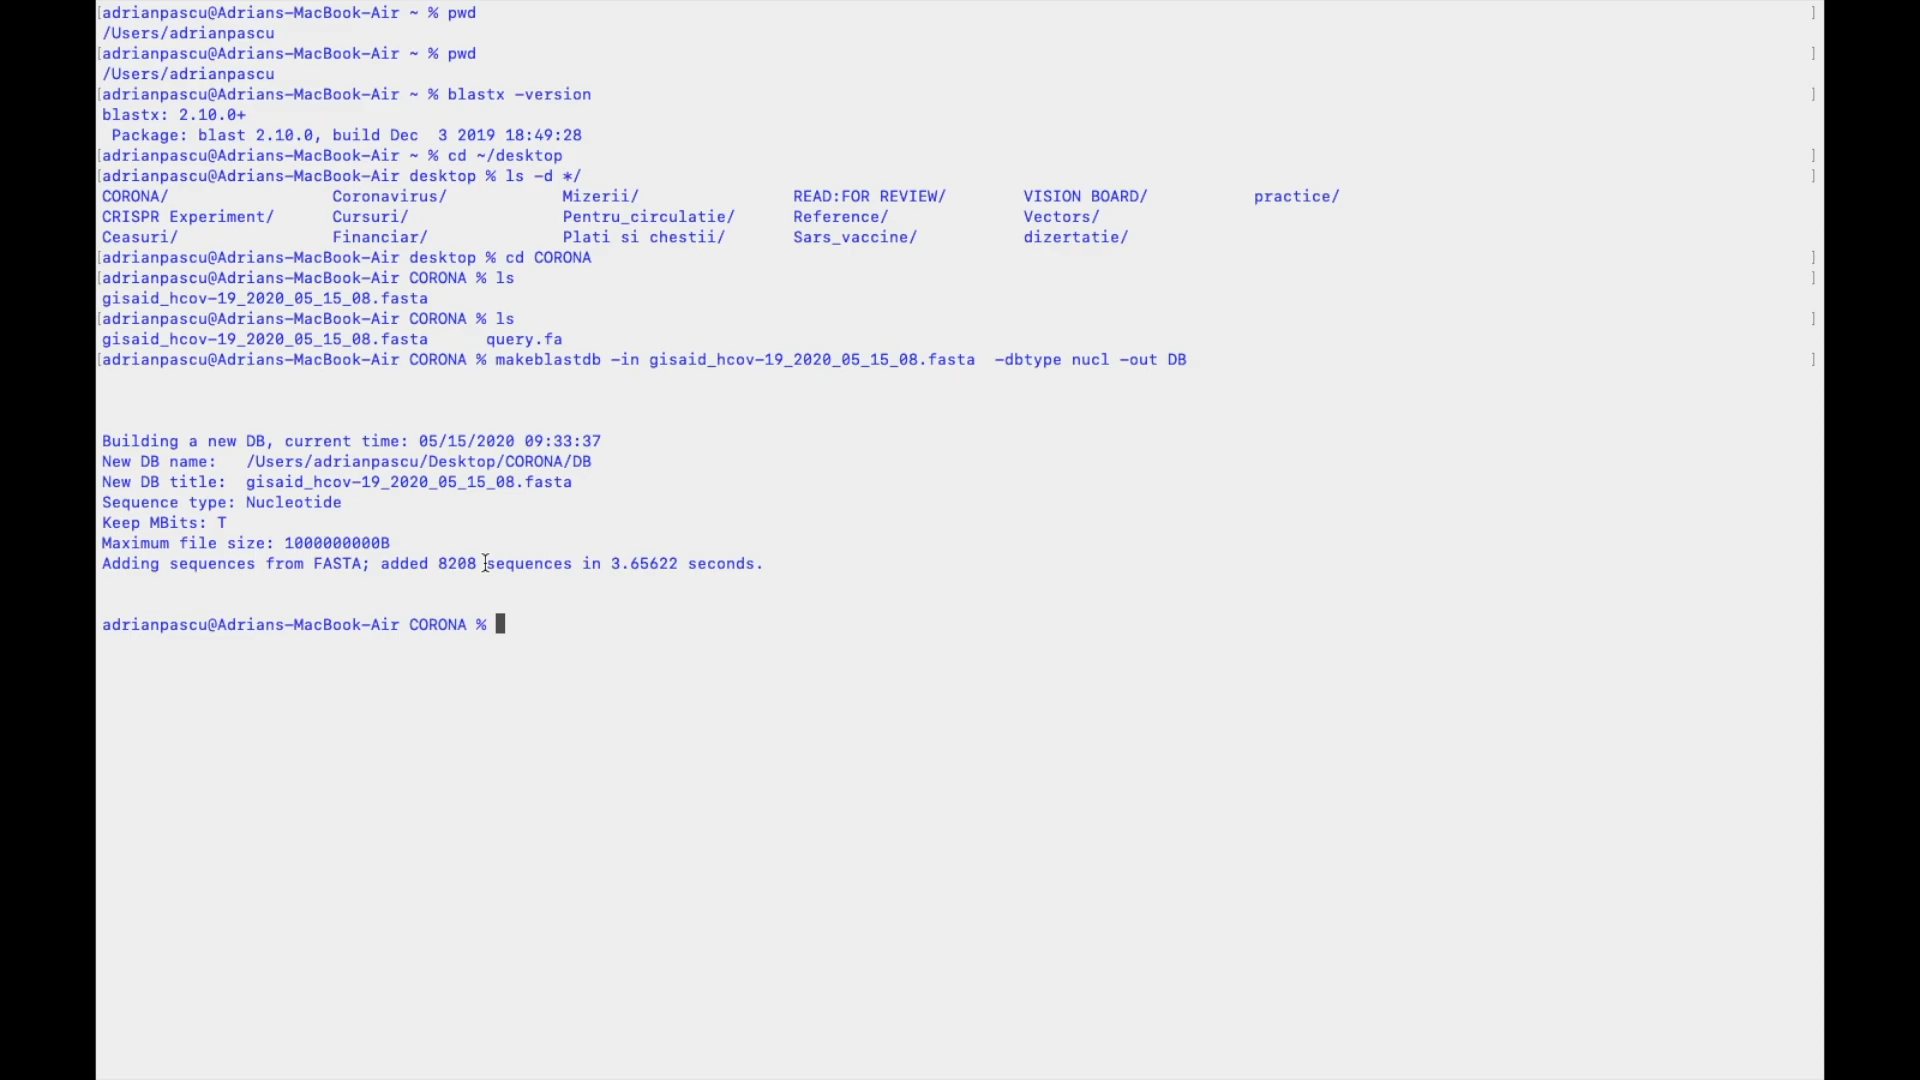 [adrianpascu@Adrians-MacBook-Air ~ % pwd ]
/Users/adrianpascu
[adrianpascu@Adrians-MacBook-Air ~ % pwd ]
/Users/adrianpascu
[adrianpascu@Adrians-MacBook-Air ~ % blastx -version ]
blastx: 2.10.0+
 Package: blast 2.10.0, build Dec  3 2019 18:49:28
[adrianpascu@Adrians-MacBook-Air ~ % cd ~/desktop ]
[adrianpascu@Adrians-MacBook-Air desktop % ls -d */ ]
CORONA/ Coronavirus/ Mizerii/ READ:FOR REVIEW/ VISION BOARD/ practice/
CRISPR Experiment/ Cursuri/ Pentru_circulatie/ Reference/ Vectors/
Ceasuri/ Financiar/ Plati si chestii/ Sars_vaccine/ dizertatie/
[adrianpascu@Adrians-MacBook-Air desktop % cd CORONA ]
[adrianpascu@Adrians-MacBook-Air CORONA % ls ]
gisaid_hcov-19_2020_05_15_08.fasta
[adrianpascu@Adrians-MacBook-Air CORONA % ls ]
gisaid_hcov-19_2020_05_15_08.fasta query.fa
[adrianpascu@Adrians-MacBook-Air CORONA % makeblastdb -in gisaid_hcov-19_2020_05_15_08.fasta  -dbtype nucl -out DB ]
Building a new DB, current time: 05/15/2020 09:33:37
New DB name:   /Users/adrianpascu/Desktop/CORONA/DB
New DB title:  gisaid_hcov-19_2020_05_15_08.fasta
Sequence type: Nucleotide
Keep MBits: T
Maximum file size: 1000000000B
Adding sequences from FASTA; added 8208 sequences in 3.65622 seconds.
adrianpascu@Adrians-MacBook-Air CORONA %